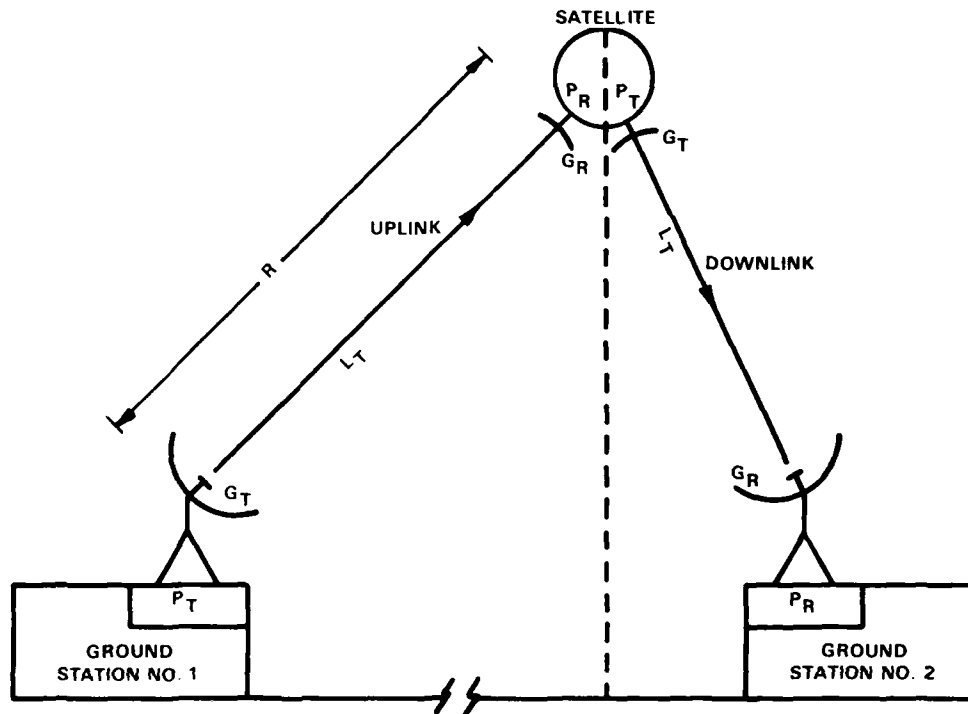 SATELLITE
P_R P_T
G_R
G_T
UPLINK
R
L_T
L_T
DOWNLINK
G_T
G_R
P_T
GROUND
STATION NO. 1
P_R
GROUND
STATION NO. 2